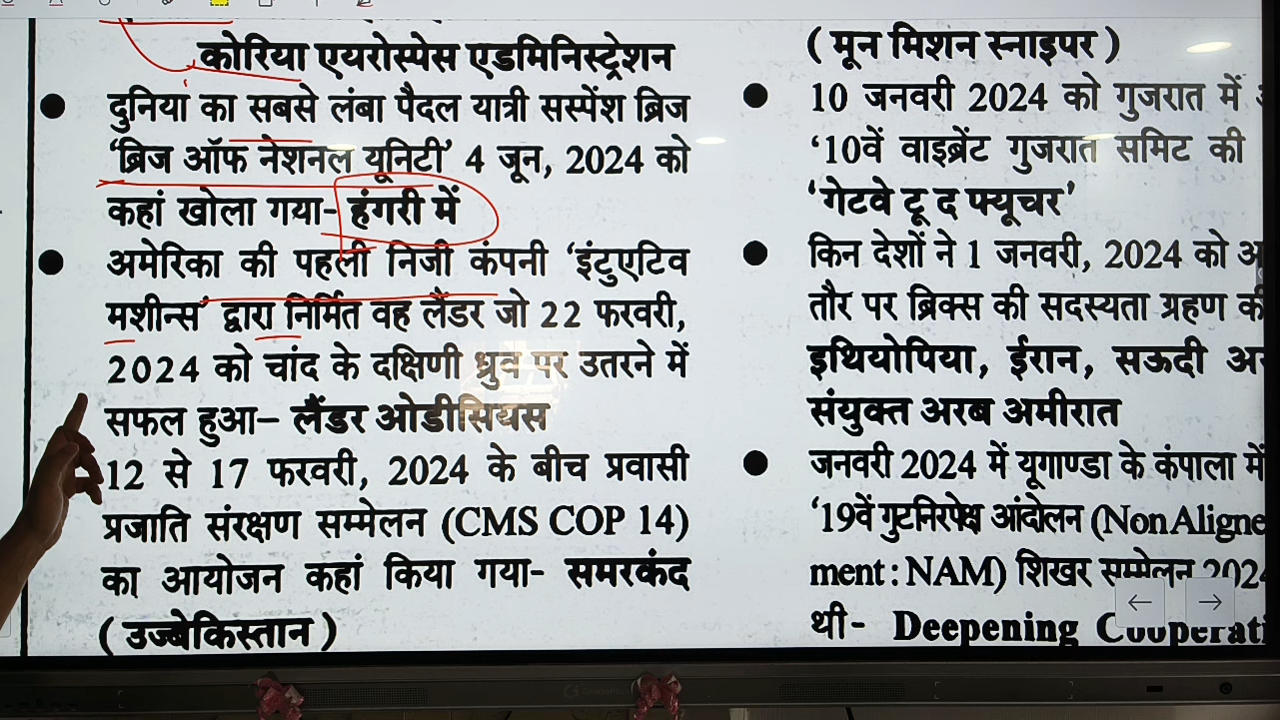 कोरिया एयरोस्पेस एडमिनिस्ट्रेशन
● दुनिया का सबसे लंबा पैदल यात्री सस्पेंश ब्रिज
‘ब्रिज ऑफ नेशनल यूनिटी’ 4 जून, 2024 को
कहां खोला गया- हंगरी में
● अमेरिका की पहली निजी कंपनी ‘इंटुएटिव
मशीन्स’ द्वारा निर्मित वह लैंडर जो 22 फरवरी,
2024 को चांद के दक्षिणी ध्रुव पर उतरने में
सफल हुआ– लैंडर ओडीसियस
12 से 17 फरवरी, 2024 के बीच प्रवासी
प्रजाति संरक्षण सम्मेलन (CMS COP 14)
का आयोजन कहां किया गया- समरकंद
(उज्बेकिस्तान)
(मून मिशन स्नाइपर)
● 10 जनवरी 2024 को गुजरात में
‘10वें वाइब्रेंट गुजरात समिट की
‘गेटवे टू द फ्यूचर’
● किन देशों ने 1 जनवरी, 2024 को
तौर पर ब्रिक्स की सदस्यता ग्रहण की
इथियोपिया, ईरान, सऊदी
संयुक्त अरब अमीरात
● जनवरी 2024 में यूगाण्डा के कंपाला में
‘19वें गुटनिरपेक्ष आंदोलन (Non Aligne
ment : NAM) शिखर सम्मेलन 2024
थी- Deepening Cooperati